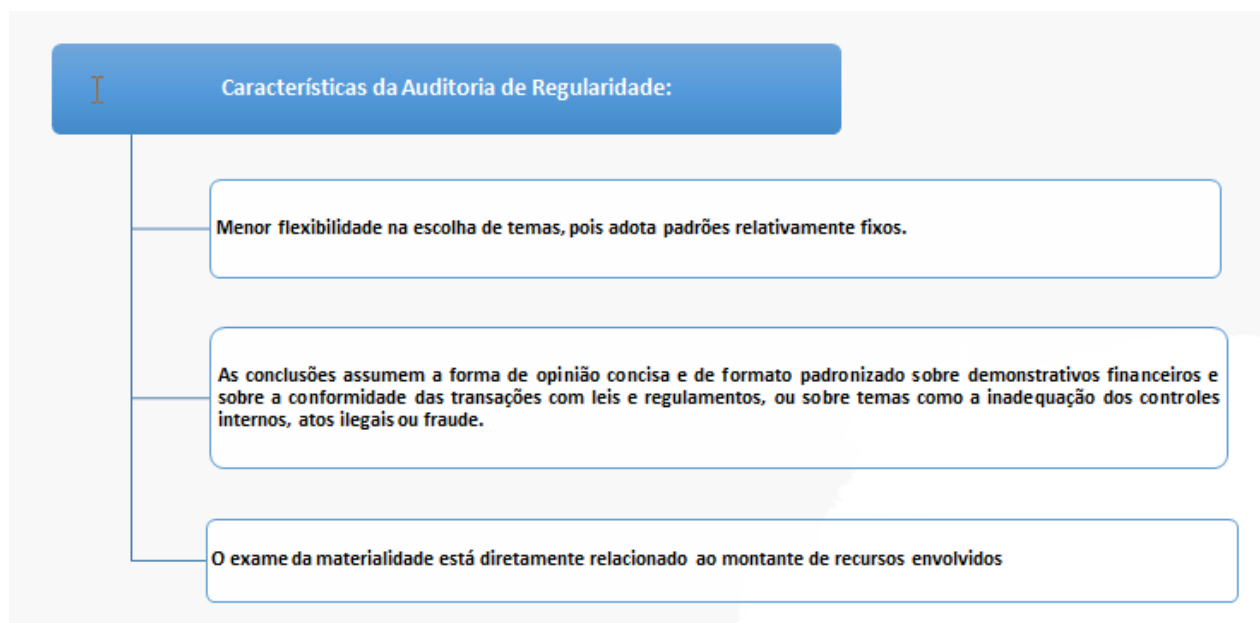 Características da Auditoria de Regularidade:
Menor flexibilidade na escolha de temas, pois adota padrões relativamente fixos.
As conclusões assumem a forma de opinião concisa e de formato padronizado sobre demonstrativos financeiros e
sobre a conformidade das transações com leis e regulamentos, ou sobre temas como a inadequação dos controles
internos, atos ilegais ou fraude.
O exame da materialidade está diretamente relacionado ao montante de recursos envolvidos